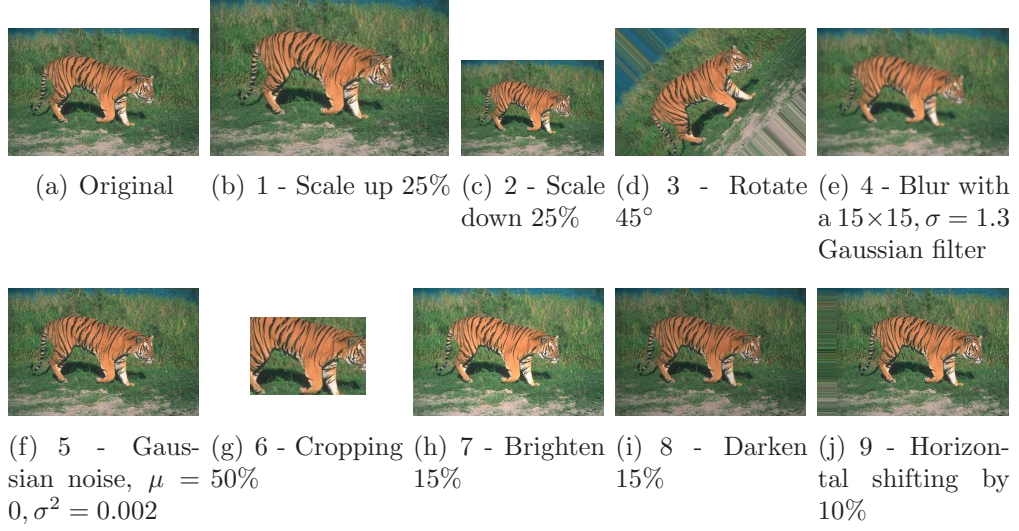 (a) Original
(b) 1 - Scale up 25%
(c) 2 - Scale
down 25%
(d) 3 - Rotate
45°
(e) 4 - Blur with
a 15×15, σ = 1.3
Gaussian filter
(f) 5 - Gaus-
sian noise, μ =
0, σ² = 0.002
(g) 6 - Cropping
50%
(h) 7 - Brighten
15%
(i) 8 - Darken
15%
(j) 9 - Horizon-
tal shifting by
10%